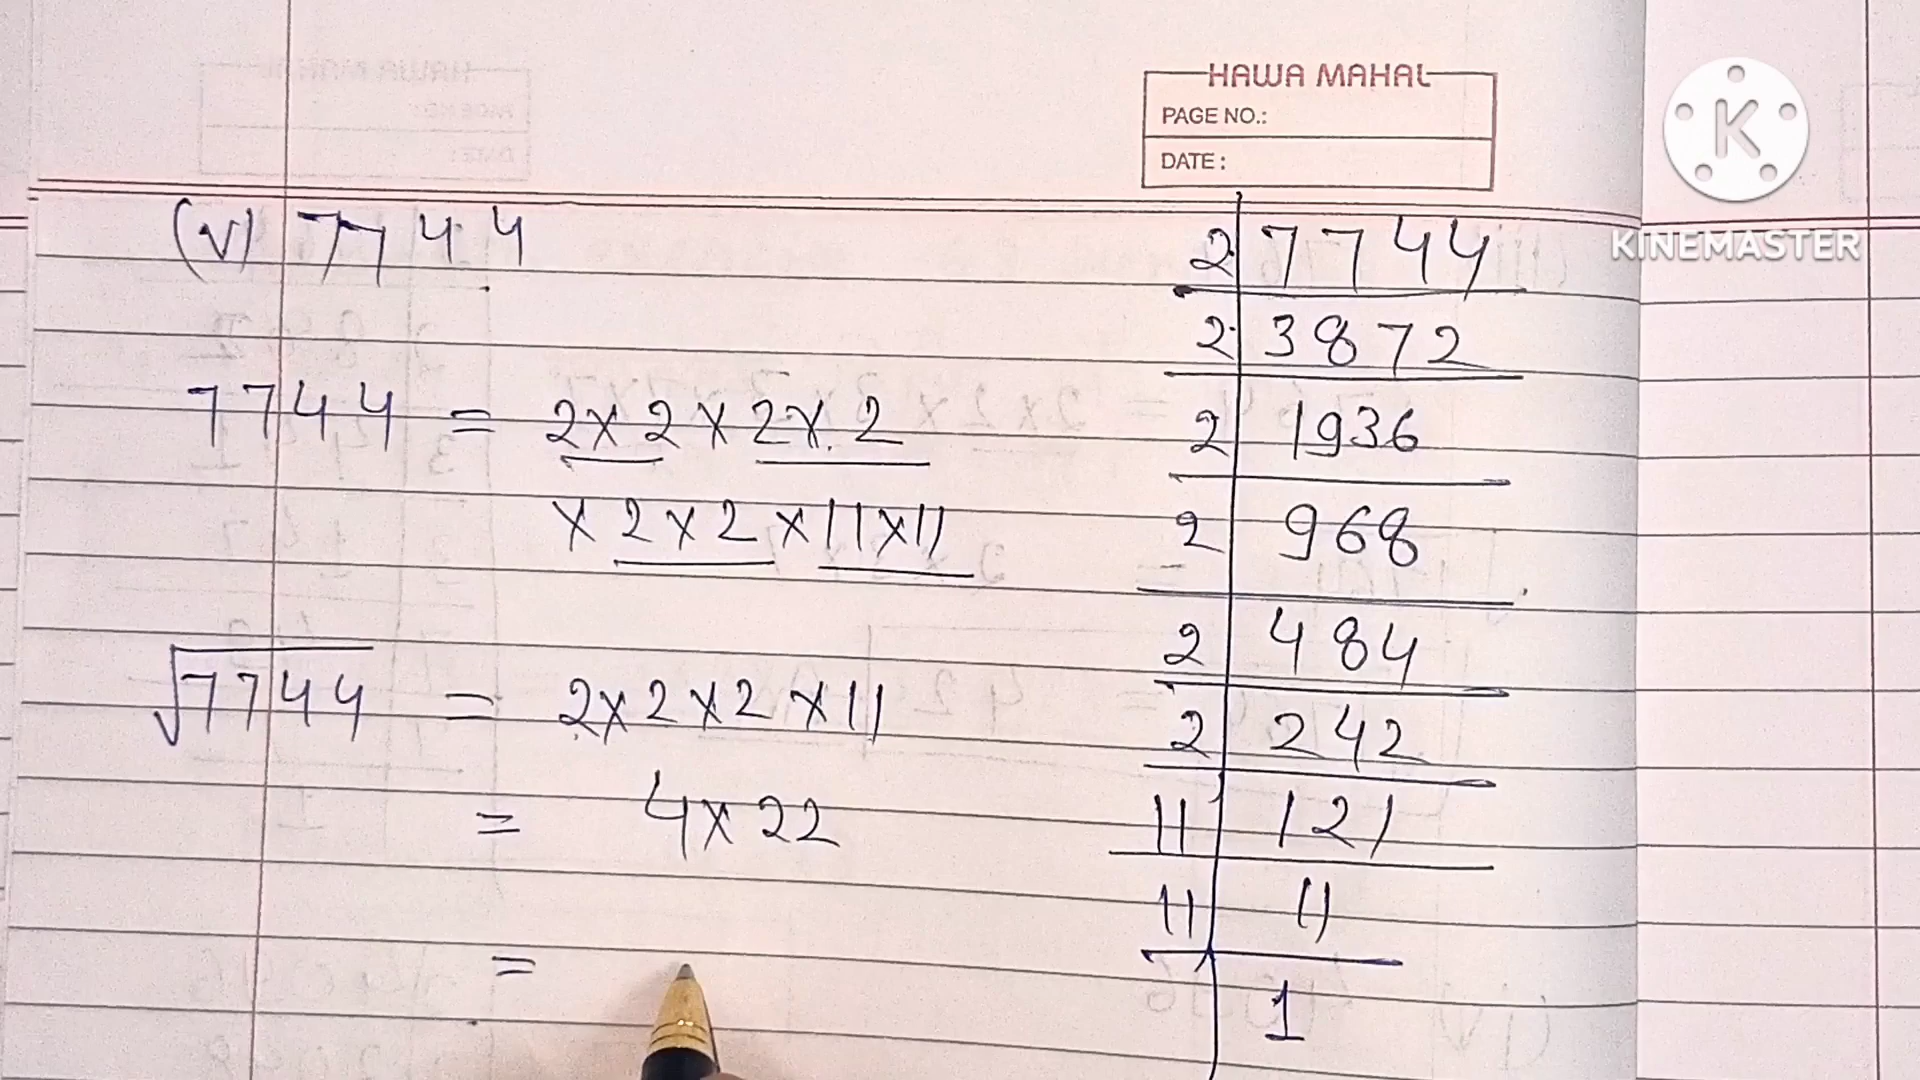 HAWA MAHAL
PAGE NO.:
DATE :
KINEMASTER
(V) 7744
7744 = 2×2×2×2
×2×2×11×11
√7744 = 2×2×2×11
= 4×22
=
2 7744
2 3872
2 1936
2 968
2 484
2 242
11 121
11 11
1